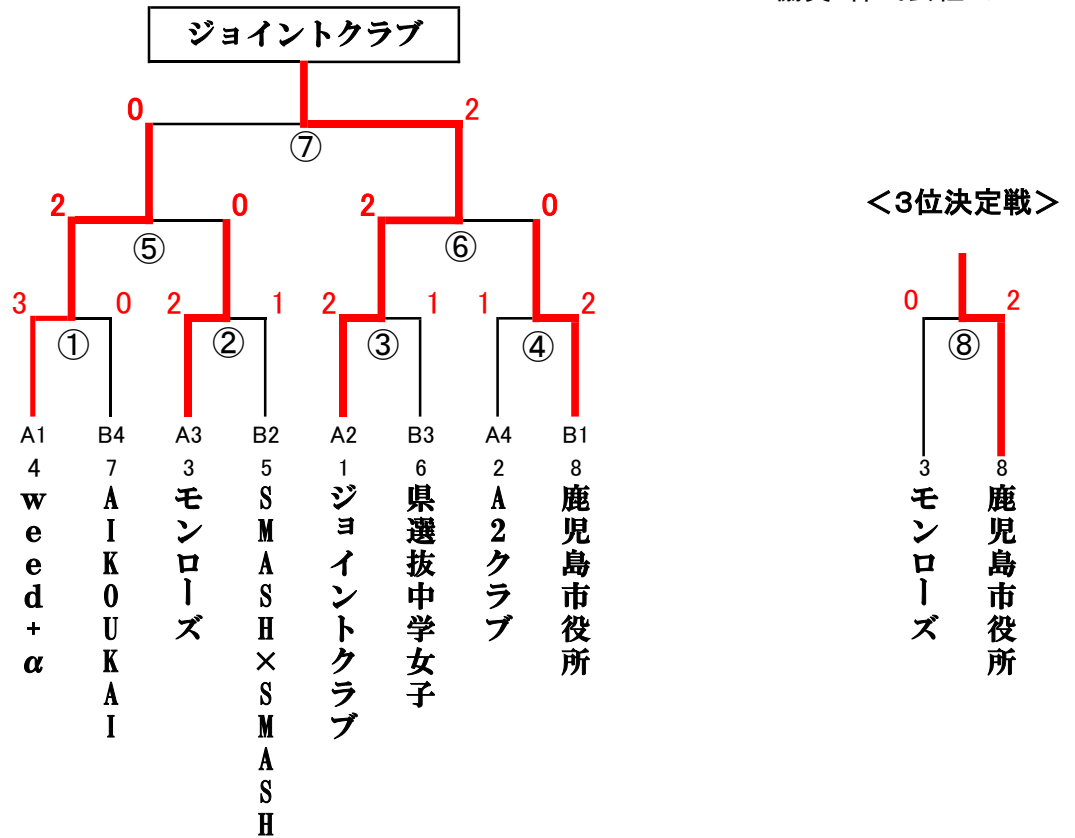 ジョイントクラブ
0 2
⑦
2 0 2 0
<3位決定戦>
⑤ ⑥
3 0 2 1 2 1 1 2
0 2
① ② ③ ④
⑧
A1 B4 A3 B2 A2 B3 A4 B1
4 7 3 5 1 6 2 8
3 8
weed+α
AIKOUKAI
モンローズ
SMASH×SMASH
ジョイントクラブ
県選抜中学女子
A2クラブ
鹿児島市役所
モンローズ
鹿児島市役所